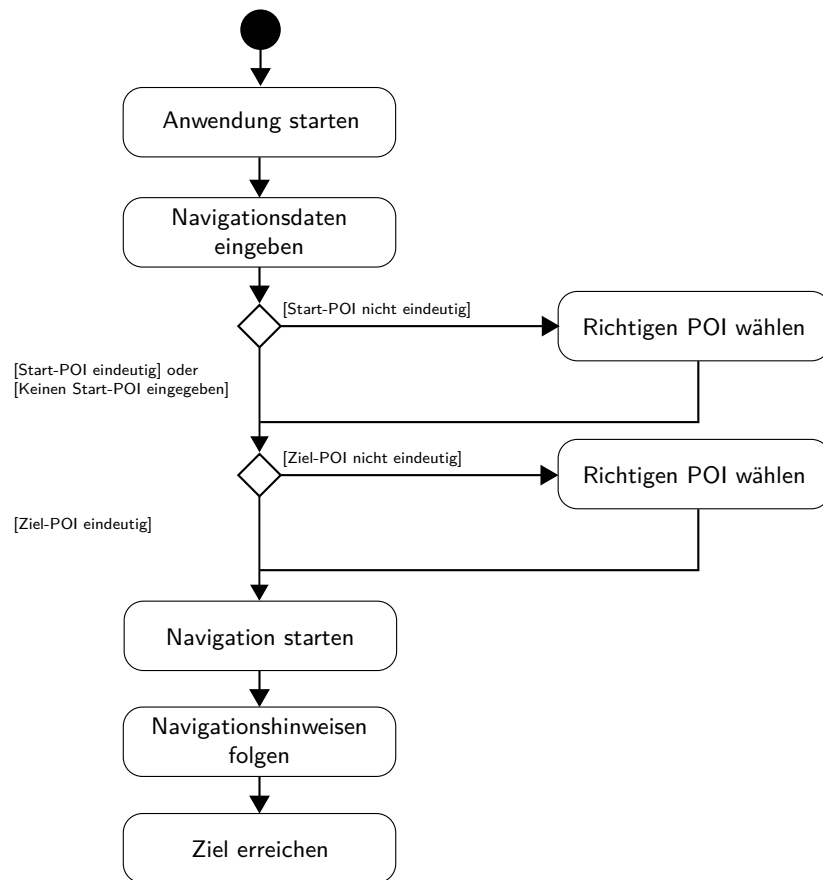 Anwendung starten
Navigationsdaten
eingeben
[Start-POI nicht eindeutig]
Richtigen POI wählen
[Start-POI eindeutig] oder
[Keinen Start-POI eingegeben]
[Ziel-POI nicht eindeutig]
Richtigen POI wählen
[Ziel-POI eindeutig]
Navigation starten
Navigationshinweisen
folgen
Ziel erreichen